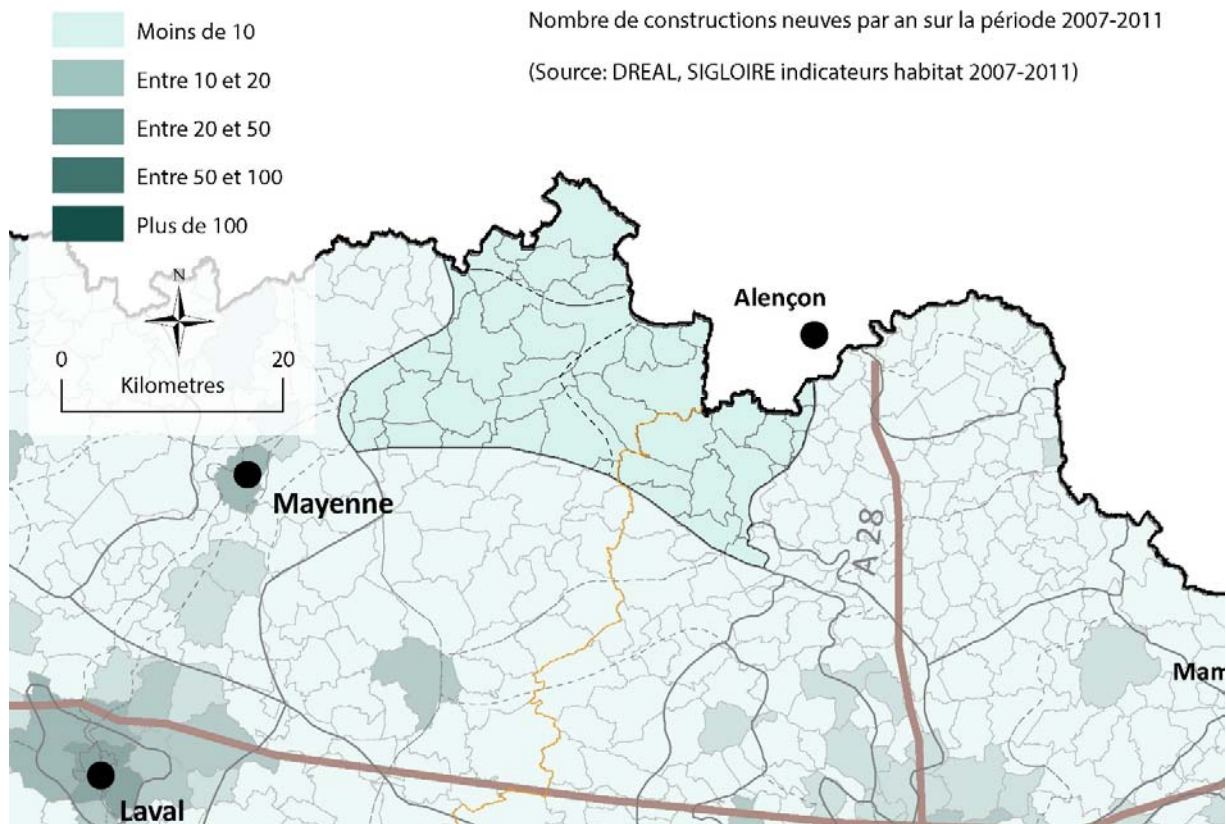 Moins de 10
Entre 10 et 20
Entre 20 et 50
Entre 50 et 100
Plus de 100
Nombre de constructions neuves par an sur la période 2007-2011
(Source: DREAL, SIGLOIRE indicateurs habitat 2007-2011)
N
0 20
Kilometres
Alençon
Mayenne
A 28
Mam
Laval